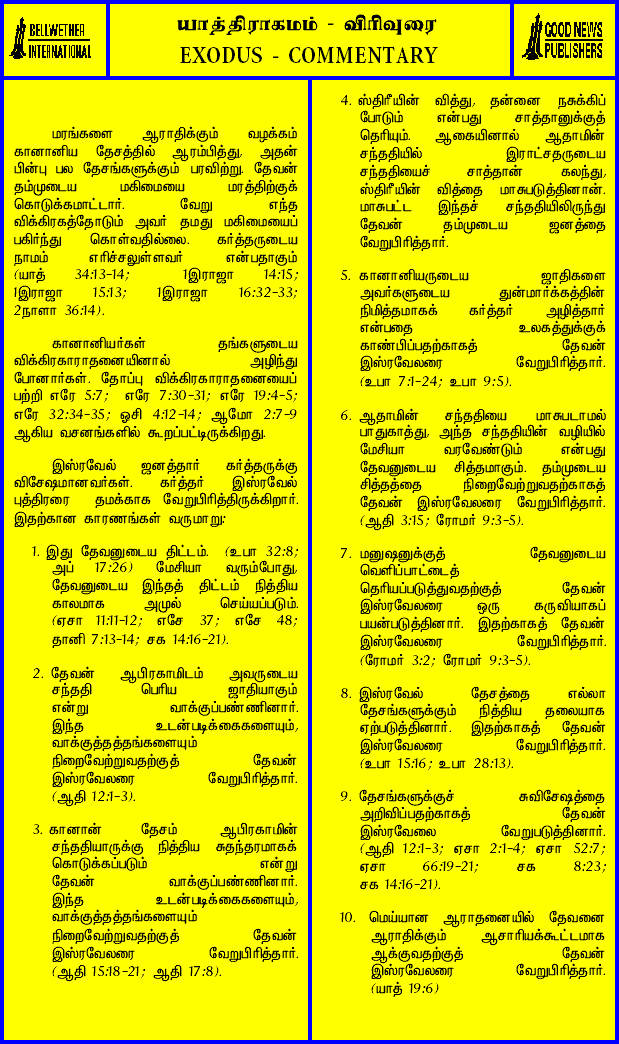 BELLWETHER
INTERNATIONAL
யாத்திராகமம் - விரிவுரை
EXODUS - COMMENTARY
GOOD NEWS
PUBLISHERS
மரங்களை ஆராதிக்கும் வழக்கம்
கானானிய தேசத்தில் ஆரம்பித்து, அதன்
பின்பு பல தேசங்களுக்கும் பரவிற்று. தேவன்
தம்முடைய மகிமையை மரத்திற்குக்
கொடுக்கமாட்டார். வேறு எந்த
விக்கிரகத்தோடும் அவர் தமது மகிமையைப்
பகிர்ந்து கொள்வதில்லை. கர்த்தருடைய
நாமம் எரிச்சலுள்ளவர் என்பதாகும்
(யாத் 34:13-14; 1இராஜா 14:15;
1இராஜா 15:13; 1இராஜா 16:32-33;
2நாளா 36:14).
கானானியர்கள் தங்களுடைய
விக்கிரகாராதனையினால் அழிந்து
போனார்கள். தோப்பு விக்கிரகாராதனையைப்
பற்றி எரே 5:7; எரே 7:30-31; எரே 19:4-5;
எரே 32:34-35; ஓசி 4:12-14; ஆமோ 2:7-9
ஆகிய வசனங்களில் கூறப்பட்டிருக்கிறது.
இஸ்ரவேல் ஜனத்தார் கர்த்தருக்கு
விசேஷமானவர்கள். கர்த்தர் இஸ்ரவேல்
புத்திரரை தமக்காக வேறுபிரித்திருக்கிறார்.
இதற்கான காரணங்கள் வருமாறு:
1. இது தேவனுடைய திட்டம். (உபா 32:8;
அப் 17:26) மேசியா வரும்போது,
தேவனுடைய இந்தத் திட்டம் நித்திய
காலமாக அமுல் செய்யப்படும்.
(ஏசா 11:11-12; எசே 37; எசே 48;
தானி 7:13-14; சக 14:16-21).
2. தேவன் ஆபிரகாமிடம் அவருடைய
சந்ததி பெரிய ஜாதியாகும்
என்று வாக்குப்பண்ணினார்.
இந்த உடன்படிக்கைகளையும்,
வாக்குத்தத்தங்களையும்
நிறைவேற்றுவதற்குத் தேவன்
இஸ்ரவேலரை வேறுபிரித்தார்.
(ஆதி 12:1-3).
3. கானான் தேசம் ஆபிரகாமின்
சந்ததியாருக்கு நித்திய சுதந்தரமாகக்
கொடுக்கப்படும் என்று
தேவன் வாக்குப்பண்ணினார்.
இந்த உடன்படிக்கைகளையும்,
வாக்குத்தத்தங்களையும்
நிறைவேற்றுவதற்குத் தேவன்
இஸ்ரவேலரை வேறுபிரித்தார்.
(ஆதி 15:18-21; ஆதி 17:8).
4. ஸ்திரீயின் வித்து, தன்னை நசுக்கிப்
போடும் என்பது சாத்தானுக்குத்
தெரியும். ஆகையினால் ஆதாமின்
சந்ததியில் இராட்சதருடைய
சந்ததியைச் சாத்தான் கலந்து,
ஸ்திரீயின் வித்தை மாசுபடுத்தினான்.
மாசுபட்ட இந்தச் சந்ததியிலிருந்து
தேவன் தம்முடைய ஜனத்தை
வேறுபிரித்தார்.
5. கானானியருடைய ஜாதிகளை
அவர்களுடைய துன்மார்க்கத்தின்
நிமித்தமாகக் கர்த்தர் அழித்தார்
என்பதை உலகத்துக்குக்
காண்பிப்பதற்காகத் தேவன்
இஸ்ரவேலரை வேறுபிரித்தார்.
(உபா 7:1-24; உபா 9:5).
6. ஆதாமின் சந்ததியை மாசுபடாமல்
பாதுகாத்து, அந்த சந்ததியின் வழியில்
மேசியா வரவேண்டும் என்பது
தேவனுடைய சித்தமாகும். தம்முடைய
சித்தத்தை நிறைவேற்றுவதற்காகத்
தேவன் இஸ்ரவேலரை வேறுபிரித்தார்.
(ஆதி 3:15; ரோமர் 9:3-5).
7. மனுஷனுக்குத் தேவனுடைய
வெளிப்பாட்டைத்
தெரியப்படுத்துவதற்குத் தேவன்
இஸ்ரவேலரை ஒரு கருவியாகப்
பயன்படுத்தினார். இதற்காகத் தேவன்
இஸ்ரவேலரை வேறுபிரித்தார்.
(ரோமர் 3:2; ரோமர் 9:3-5).
8. இஸ்ரவேல் தேசத்தை எல்லா
தேசங்களுக்கும் நித்திய தலையாக
ஏற்படுத்தினார். இதற்காகத் தேவன்
இஸ்ரவேலரை வேறுபிரித்தார்.
(உபா 15:16; உபா 28:13).
9. தேசங்களுக்குச் சுவிசேஷத்தை
அறிவிப்பதற்காகத் தேவன்
இஸ்ரவேலை வேறுபடுத்தினார்.
(ஆதி 12:1-3; ஏசா 2:1-4; ஏசா 52:7;
ஏசா 66:19-21; சக 8:23;
சக 14:16-21).
10. மெய்யான ஆராதனையில் தேவனை
ஆராதிக்கும் ஆசாரியக்கூட்டமாக
ஆக்குவதற்குத் தேவன்
இஸ்ரவேலரை வேறுபிரித்தார்.
(யாத் 19:6)